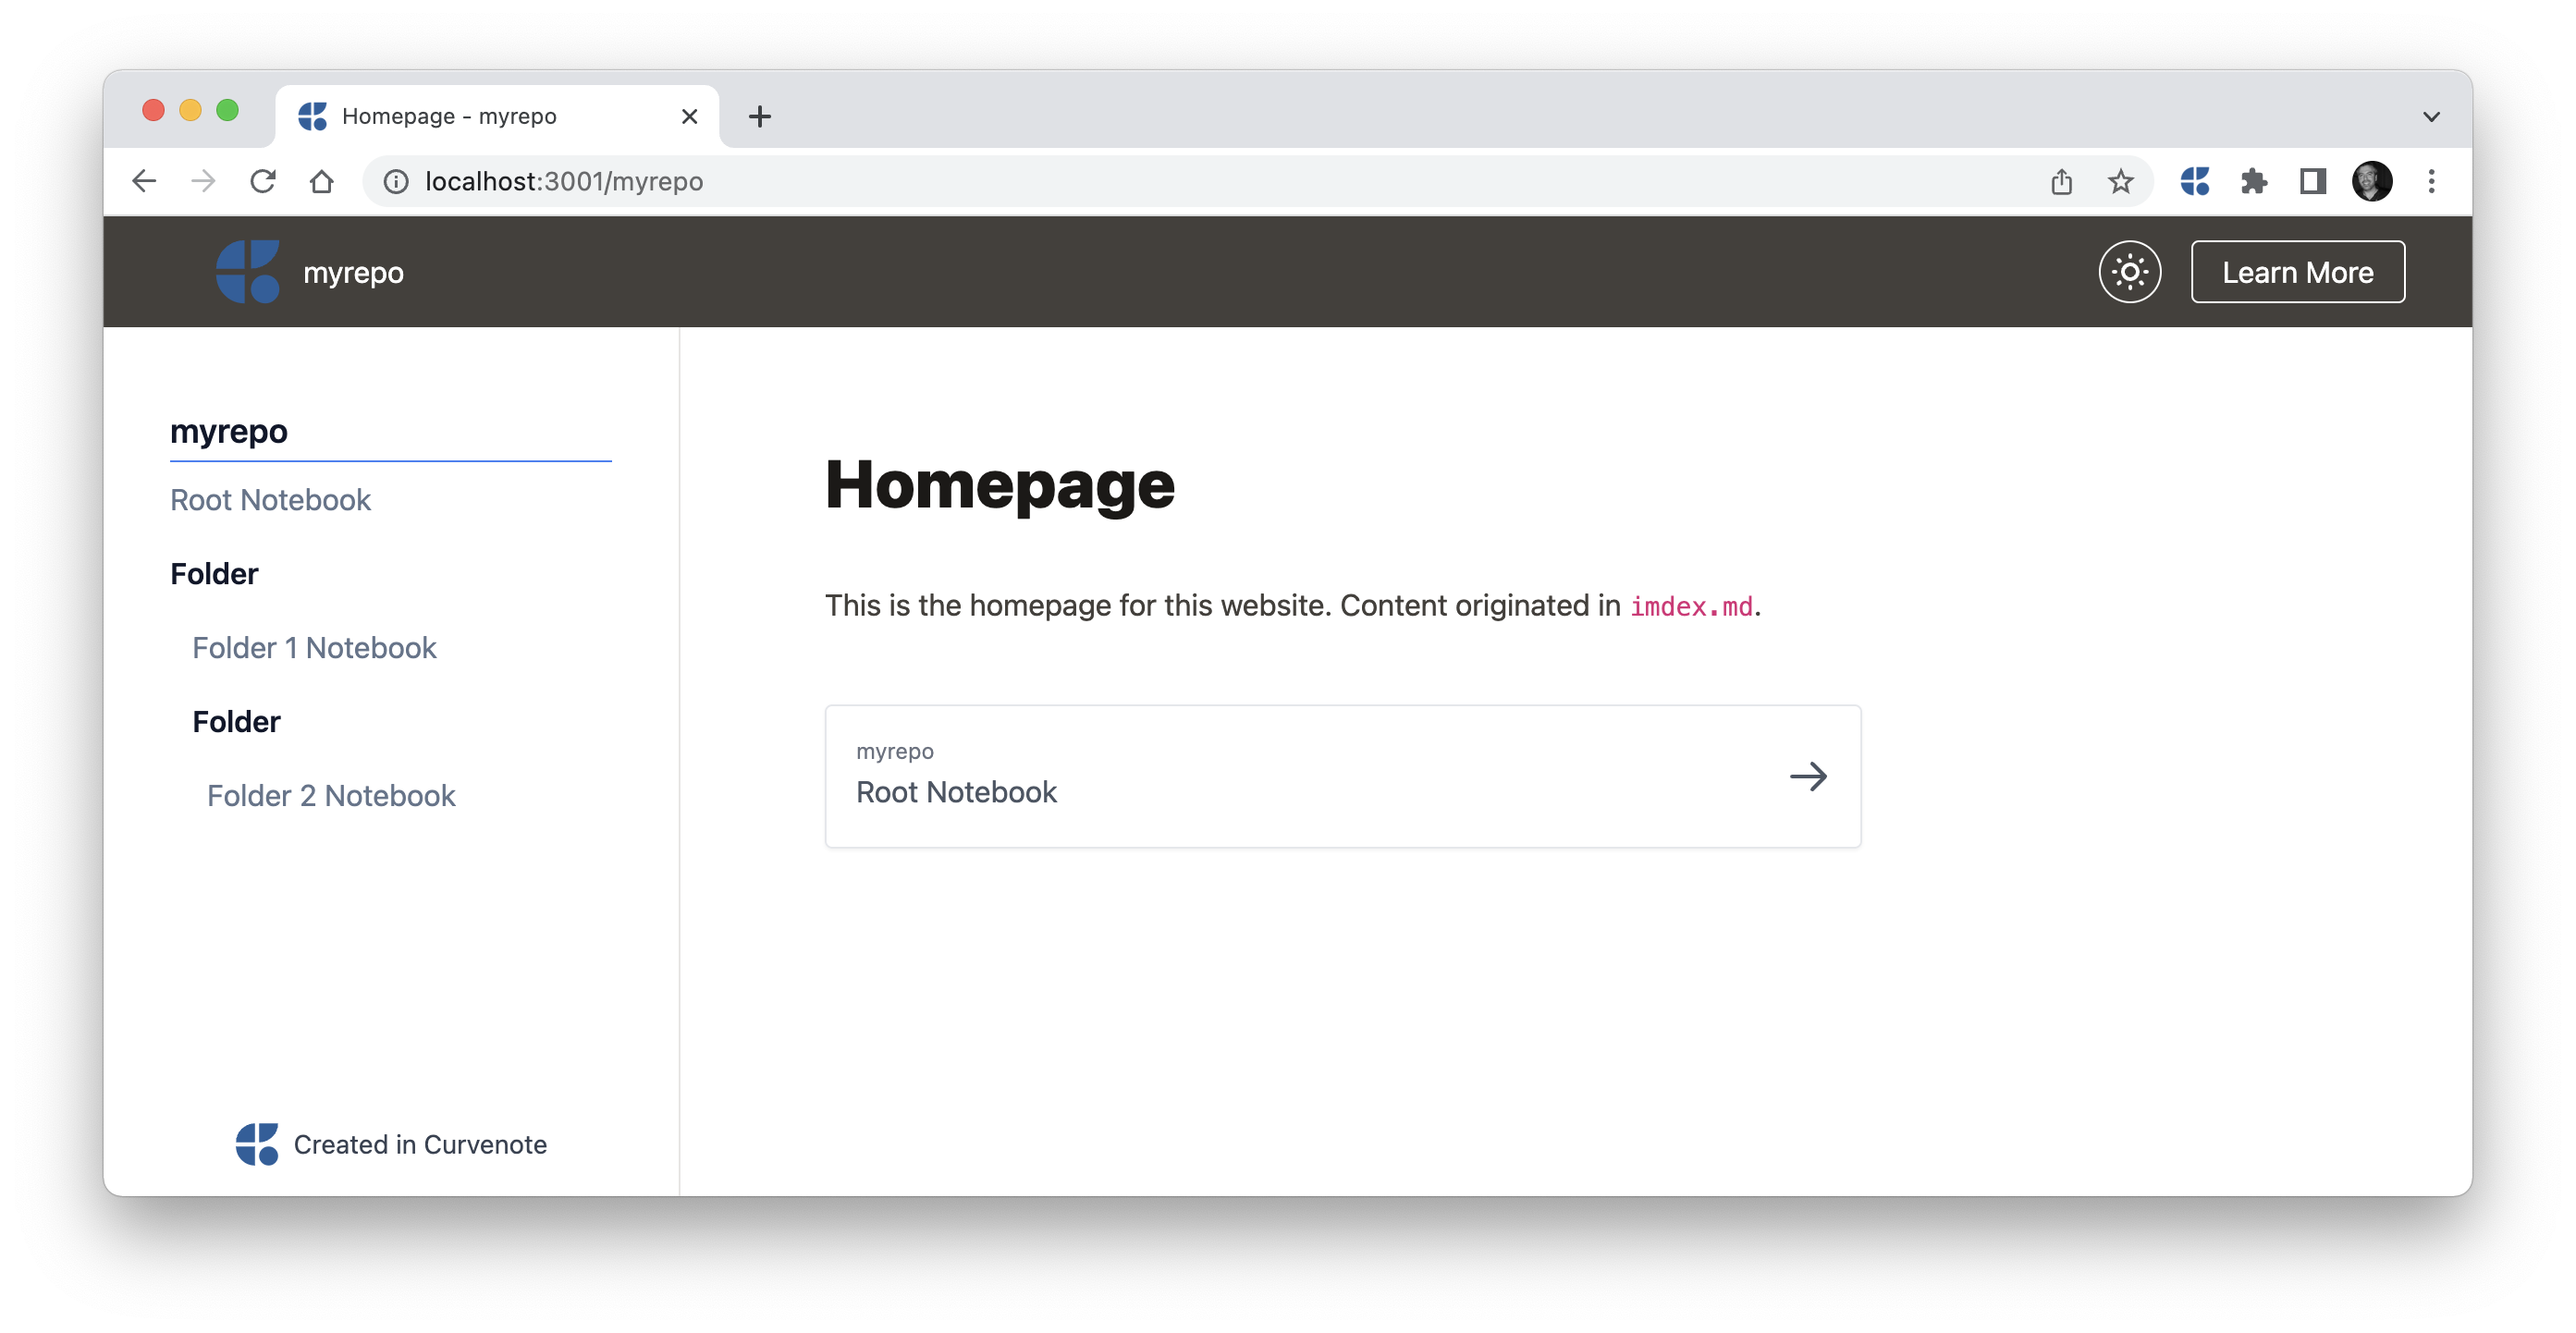 Homepage - myrepo
localhost:3001/myrepo
myrepo
Learn More
myrepo
Root Notebook
Folder
Folder 1 Notebook
Folder
Folder 2 Notebook
Created in Curvenote
Homepage
This is the homepage for this website. Content originated in imdex.md.
myrepo
Root Notebook